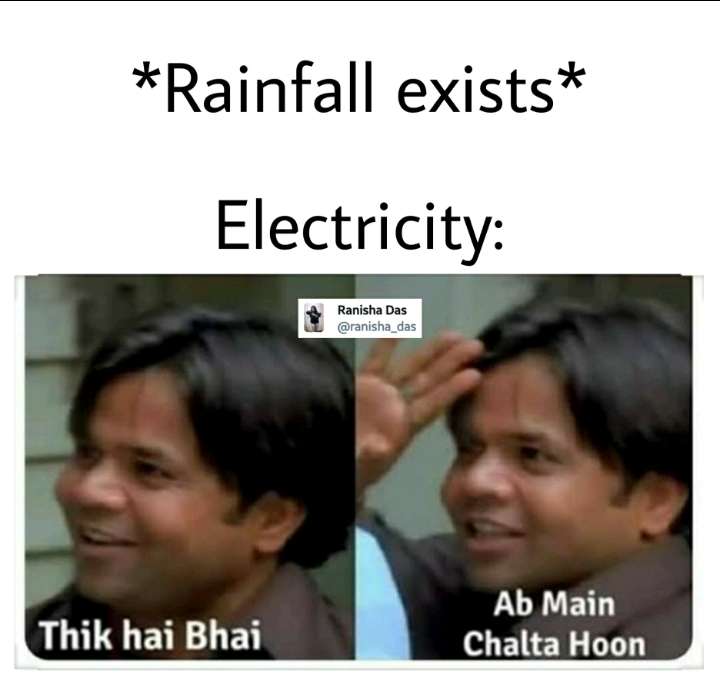 *Rainfall exists*
Electricity:
Ranisha Das
@ranisha_das
Thik hai Bhai
Ab Main
Chalta Hoon